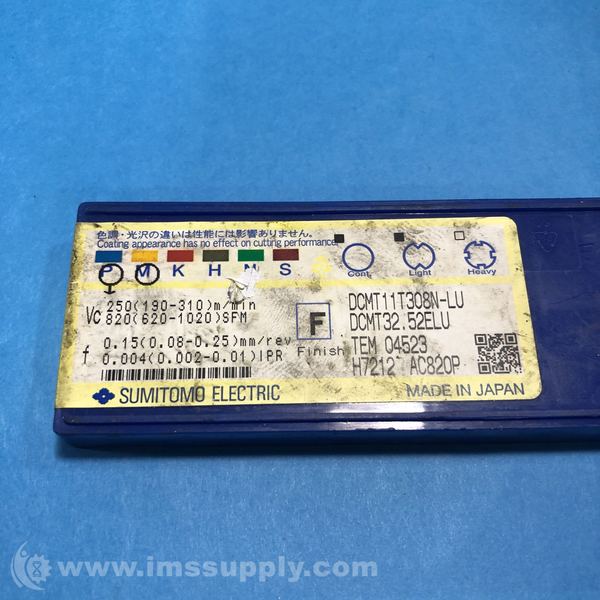 色調・光沢の違いは性能には影響がありません。
Coating appearance has no effect on cutting performance.
P M K H N S
Cont. Light Heavy
Vc 250(190-310)m/min
820(620-1020)SFM
f 0.15(0.08-0.25)mm/rev
0.004(0.002-0.01)IPR
F
Finish
DCMT11T308N-LU
DCMT32.52ELU
TEM 04523
H7212 AC820P
SUMITOMO ELECTRIC
MADE IN JAPAN
www.imssupply.com